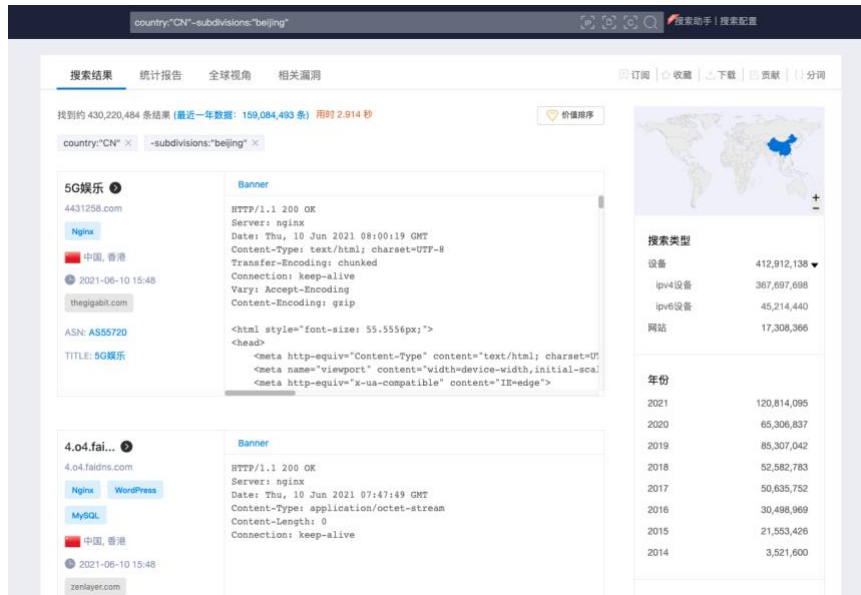 country:"CN"-subdivisions:"beijing"
搜索助手 | 搜索配置
搜索结果 统计报告 全球视角 相关漏洞
订阅 收藏 下载 贡献 分词
找到约 430,220,484 条结果 (最近一年数据: 159,084,493 条) 用时 2.914 秒
价值排序
country:"CN" × -subdivisions:"beijing" ×
5G娱乐
4431258.com
Nginx
中国, 香港
2021-06-10 15:48
thegigabit.com
ASN: AS55720
TITLE: 5G娱乐
Banner
HTTP/1.1 200 OK
Server: nginx
Date: Thu, 10 Jun 2021 08:00:19 GMT
Content-Type: text/html; charset=UTF-8
Transfer-Encoding: chunked
Connection: keep-alive
Vary: Accept-Encoding
Content-Encoding: gzip
<html style="font-size: 55.5556px;">
<head>
<meta http-equiv="Content-Type" content="text/html; charset=UT
<meta name="viewport" content="width=device-width,initial-scal
<meta http-equiv="x-ua-compatible" content="IE=edge">
4.o4.fai...
4.o4.faidns.com
Nginx WordPress
MySQL
中国, 香港
2021-06-10 15:48
zenlayer.com
Banner
HTTP/1.1 200 OK
Server: nginx
Date: Thu, 10 Jun 2021 07:47:49 GMT
Content-Type: application/octet-stream
Content-Length: 0
Connection: keep-alive
+
−
搜索类型
设备 412,912,138
ipv4设备 367,697,698
ipv6设备 45,214,440
网站 17,308,366
年份
2021 120,814,095
2020 65,306,837
2019 85,307,042
2018 52,582,783
2017 50,635,752
2016 30,498,969
2015 21,553,426
2014 3,521,600